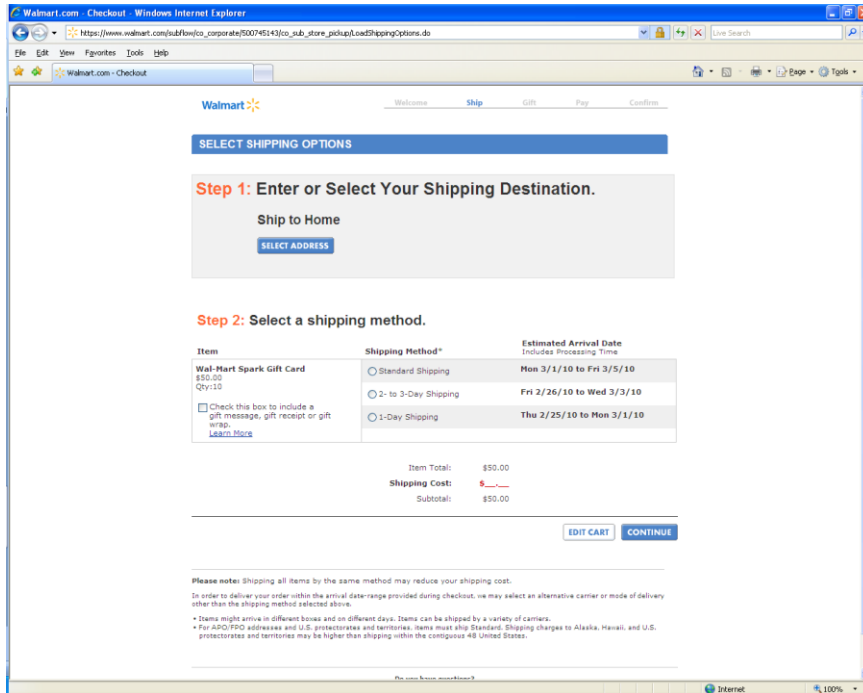 Walmart.com - Checkout - Windows Internet Explorer
https://www.walmart.com/subflow/co_corporate/500745143/co_sub_store_pickup/LoadShippingOptions.do
Live Search
File Edit View Favorites Tools Help
Walmart.com - Checkout
Page Tools
Walmart
Welcome Ship Gift Pay Confirm
SELECT SHIPPING OPTIONS
Step 1: Enter or Select Your Shipping Destination.
Ship to Home
SELECT ADDRESS
Step 2: Select a shipping method.
Item Shipping Method* Estimated Arrival Date
Includes Processing Time
Wal-Mart Spark Gift Card
$50.00
Qty:10
Check this box to include a
gift message, gift receipt or gift
wrap.
Learn More
Standard Shipping Mon 3/1/10 to Fri 3/5/10
2- to 3-Day Shipping Fri 2/26/10 to Wed 3/3/10
1-Day Shipping Thu 2/25/10 to Mon 3/1/10
Item Total: $50.00
Shipping Cost: $__.__
Subtotal: $50.00
EDIT CART CONTINUE
Please note: Shipping all items by the same method may reduce your shipping cost.
In order to deliver your order within the arrival date-range provided during checkout, we may select an alternative carrier or mode of delivery
other than the shipping method selected above.
• Items might arrive in different boxes and on different days. Items can be shipped by a variety of carriers.
• For APO/FPO addresses and U.S. protectorates and territories, items must ship Standard. Shipping charges to Alaska, Hawaii, and U.S.
protectorates and territories may be higher than shipping within the contiguous 48 United States.
Do you have questions?
Internet 100%